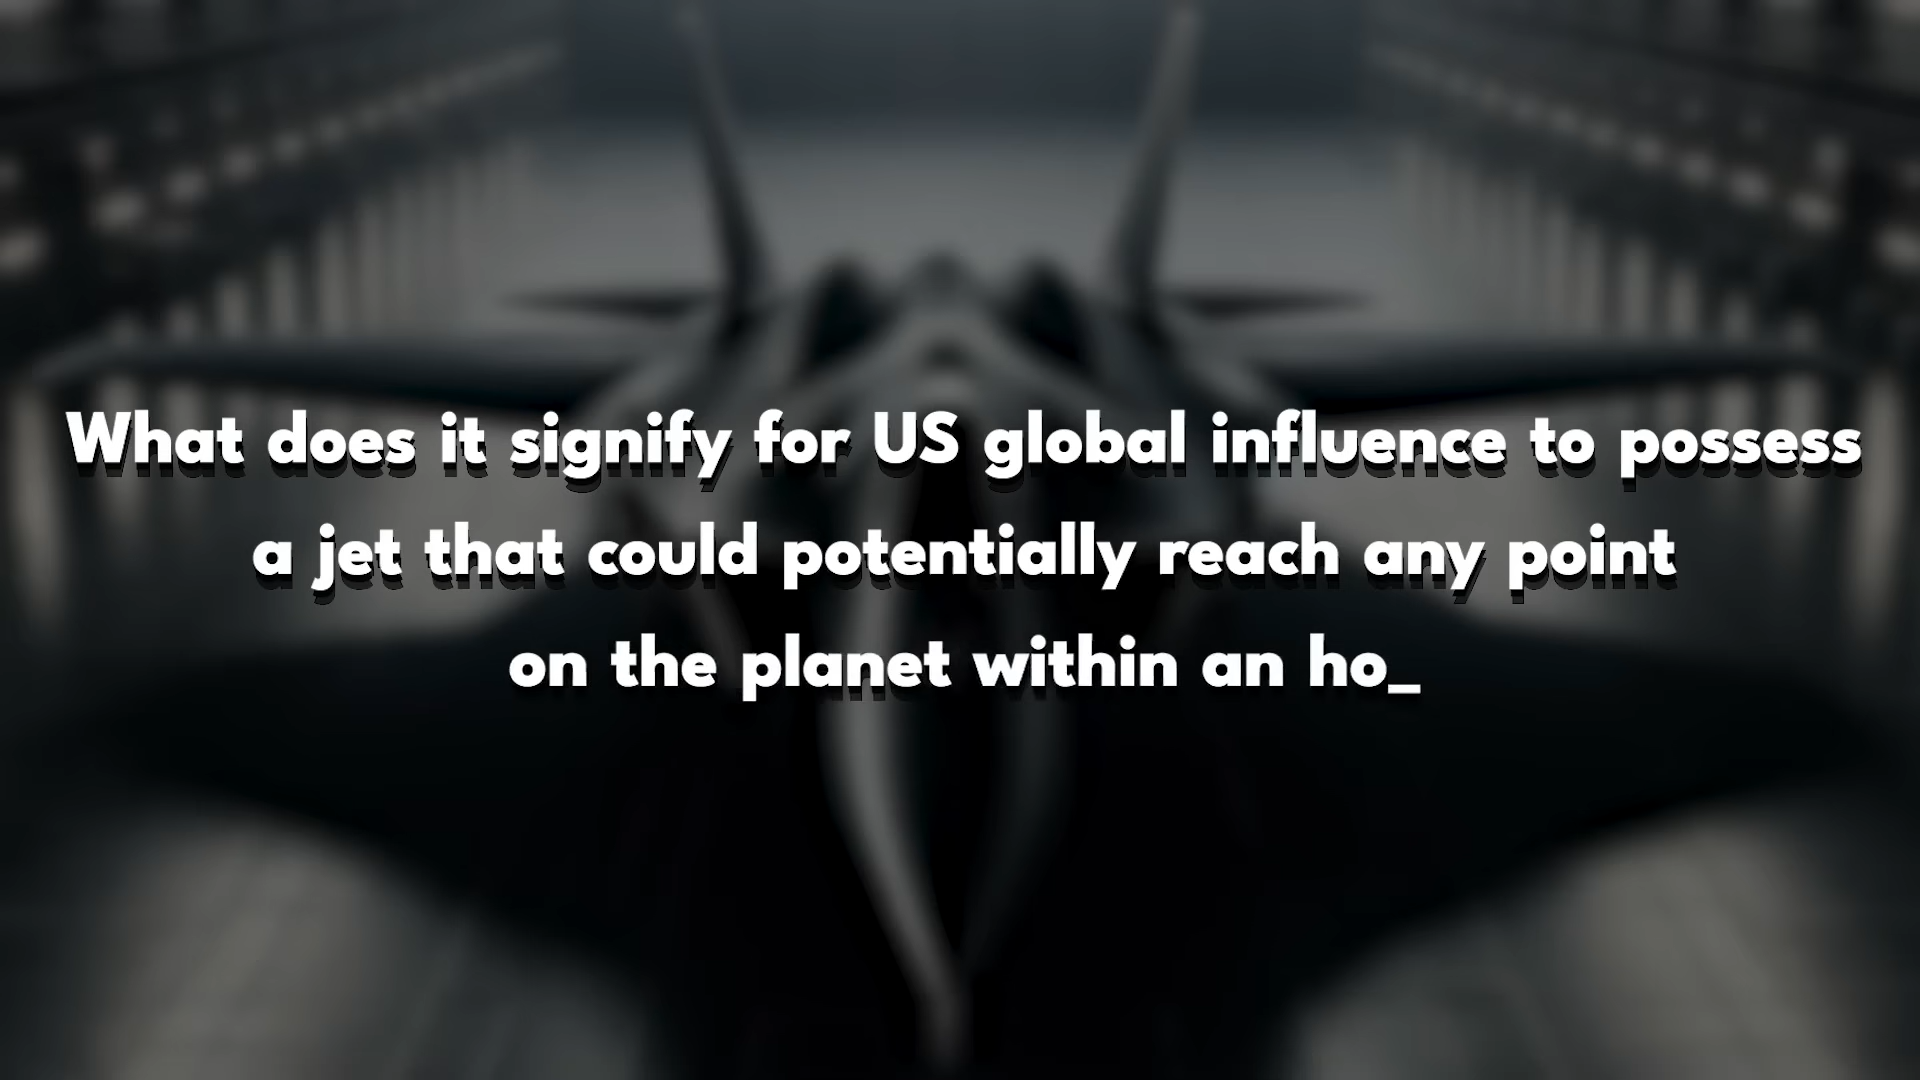 What does it signify for US global influence to possess
a jet that could potentially reach any point
on the planet within an ho_